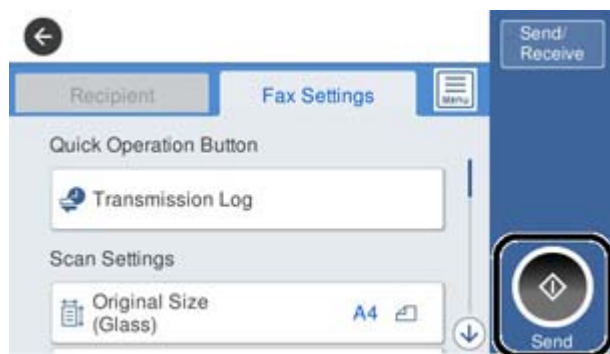 Send/
Receive
Recipient
Fax Settings
Menu
Quick Operation Button
Transmission Log
Scan Settings
Original Size
(Glass)
A4
Send